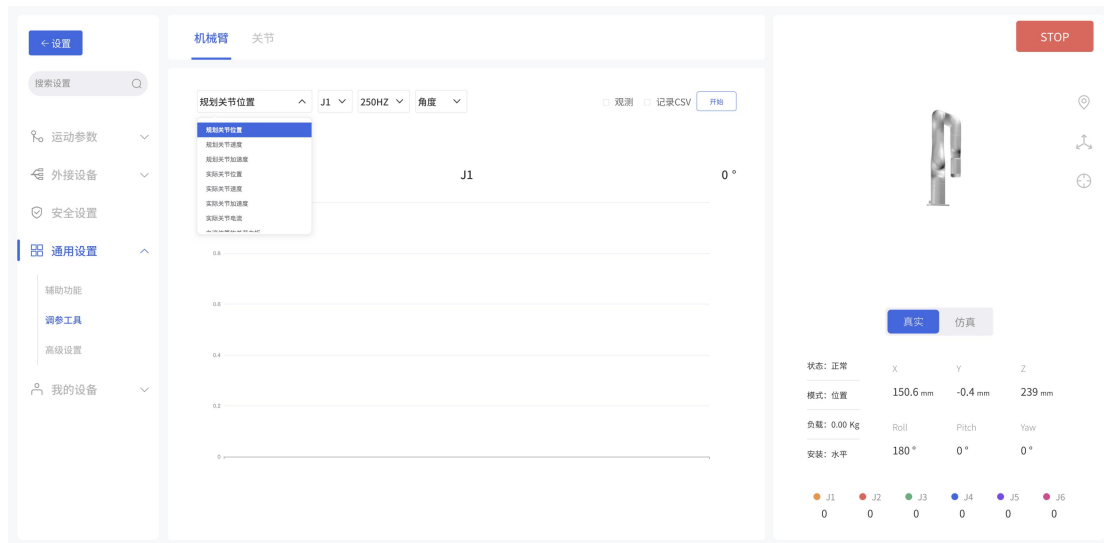 设置
搜索设置
运动参数
外接设备
安全设置
通用设置
辅助功能
调参工具
高级设置
我的设备
机械臂 关节
规划关节位置 J1 250HZ 角度 观测 记录CSV 开始
规划关节位置
规划关节速度
规划关节加速度
实际关节位置
实际关节速度
实际关节加速度
实际关节电流
J1 0 °
0.8
0.6
0.4
0.2
0
STOP
真实 仿真
状态: 正常
模式: 位置
负载: 0.00 Kg
安装: 水平
X Y Z
150.6 mm -0.4 mm 239 mm
Roll Pitch Yaw
180 ° 0 ° 0 °
J1 J2 J3 J4 J5 J6
0 0 0 0 0 0